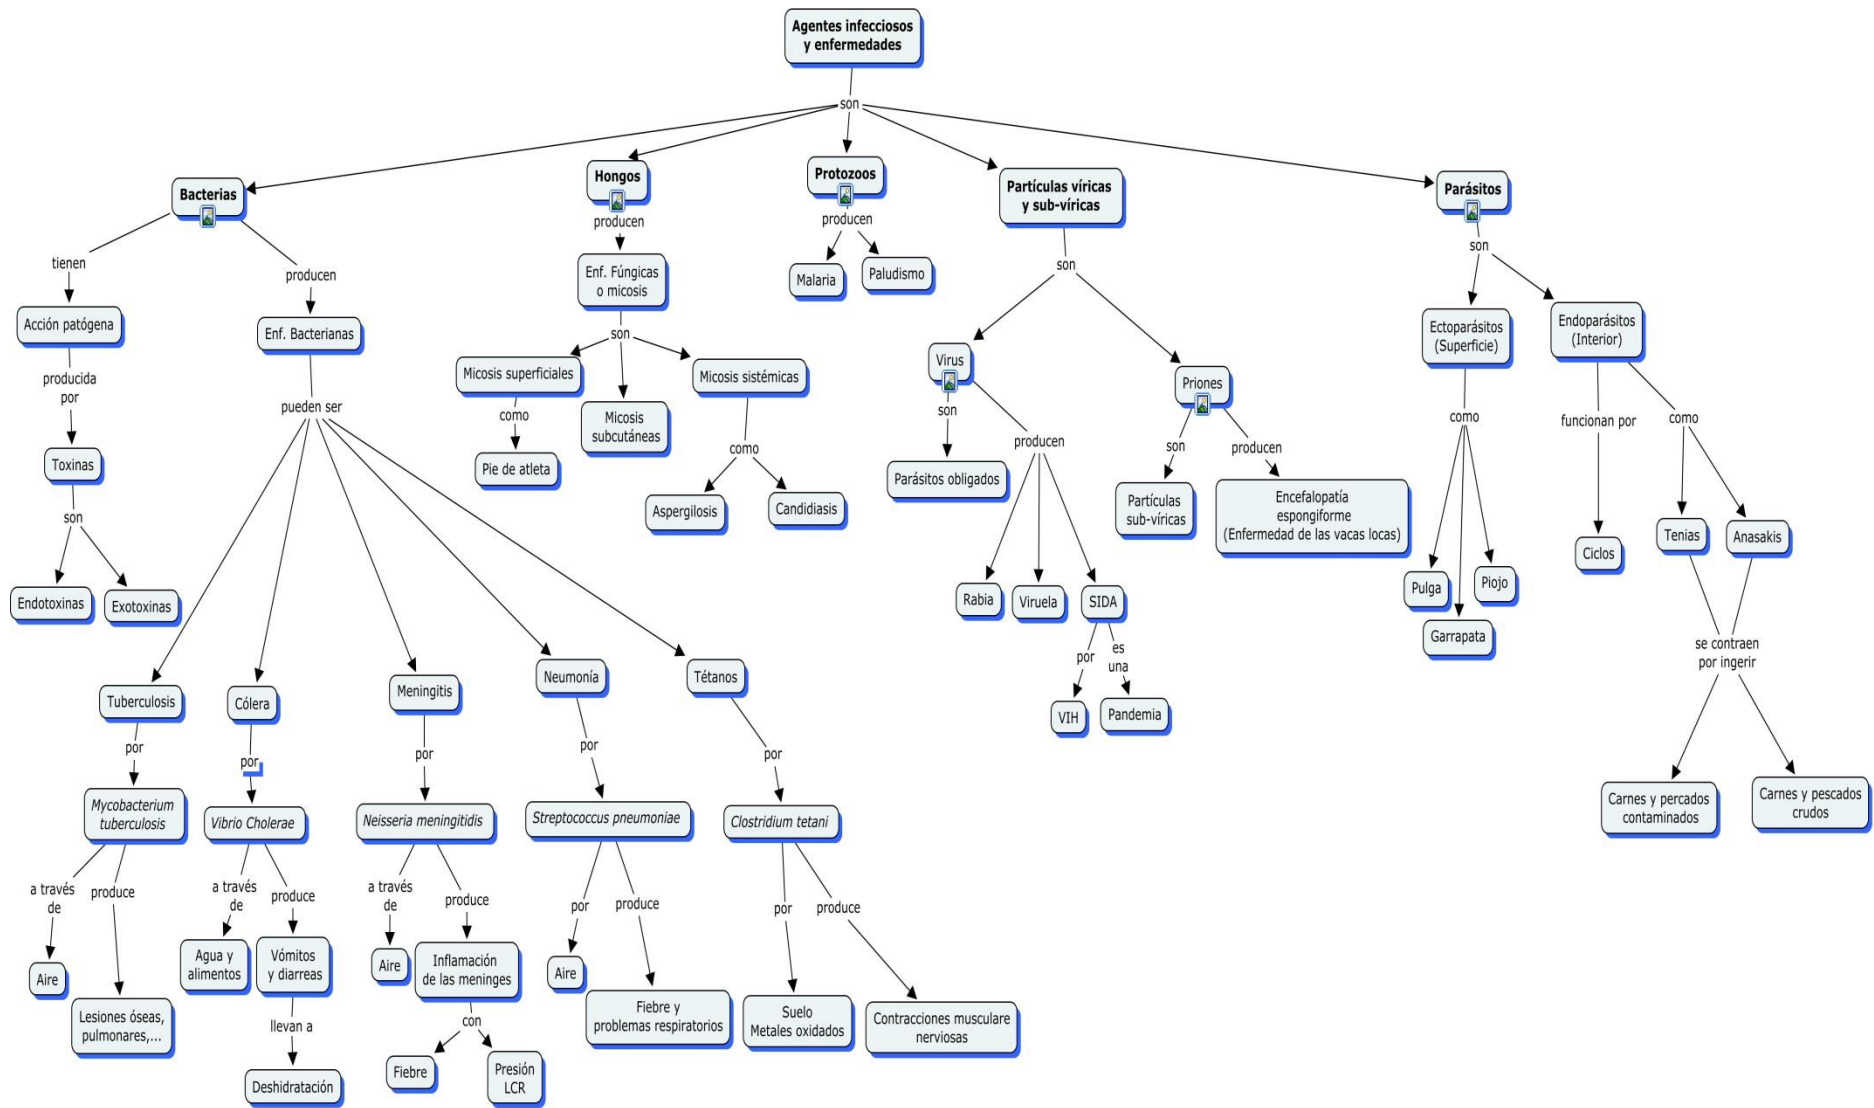 Agentes infecciosos
y enfermedades
son
Bacterias
Hongos
Protozoos
Partículas víricas
y sub-víricas
Parásitos
tienen
producen
Acción patógena
Enf. Bacterianas
producida
por
Toxinas
son
Endotoxinas
Exotoxinas
pueden ser
Tuberculosis
Cólera
Meningitis
Neumonía
Tétanos
por
por
por
por
por
Mycobacterium
tuberculosis
Vibrio Cholerae
Neisseria meningitidis
Streptococcus pneumoniae
Clostridium tetani
a través
de
produce
Aire
Lesiones óseas,
pulmonares,...
a través
de
produce
Agua y
alimentos
Vómitos
y diarreas
llevan a
Deshidratación
a través
de
produce
Aire
Inflamación
de las meninges
con
Fiebre
Presión
LCR
por
produce
Aire
Fiebre y
problemas respiratorios
por
produce
Suelo
Metales oxidados
Contracciones musculare
nerviosas
producen
Enf. Fúngicas
o micosis
son
Micosis superficiales
Micosis
subcutáneas
Micosis sistémicas
como
Pie de atleta
como
Aspergilosis
Candidiasis
producen
Malaria
Paludismo
son
Virus
Priones
son
producen
Parásitos obligados
Rabia
Viruela
SIDA
por
es
una
VIH
Pandemia
son
producen
Partículas
sub-víricas
Encefalopatía
espongiforme
(Enfermedad de las vacas locas)
son
Ectoparásitos
(Superficie)
Endoparásitos
(Interior)
como
Pulga
Garrapata
Piojo
funcionan por
como
Ciclos
Tenias
Anasakis
se contraen
por ingerir
Carnes y percados
contaminados
Carnes y pescados
crudos